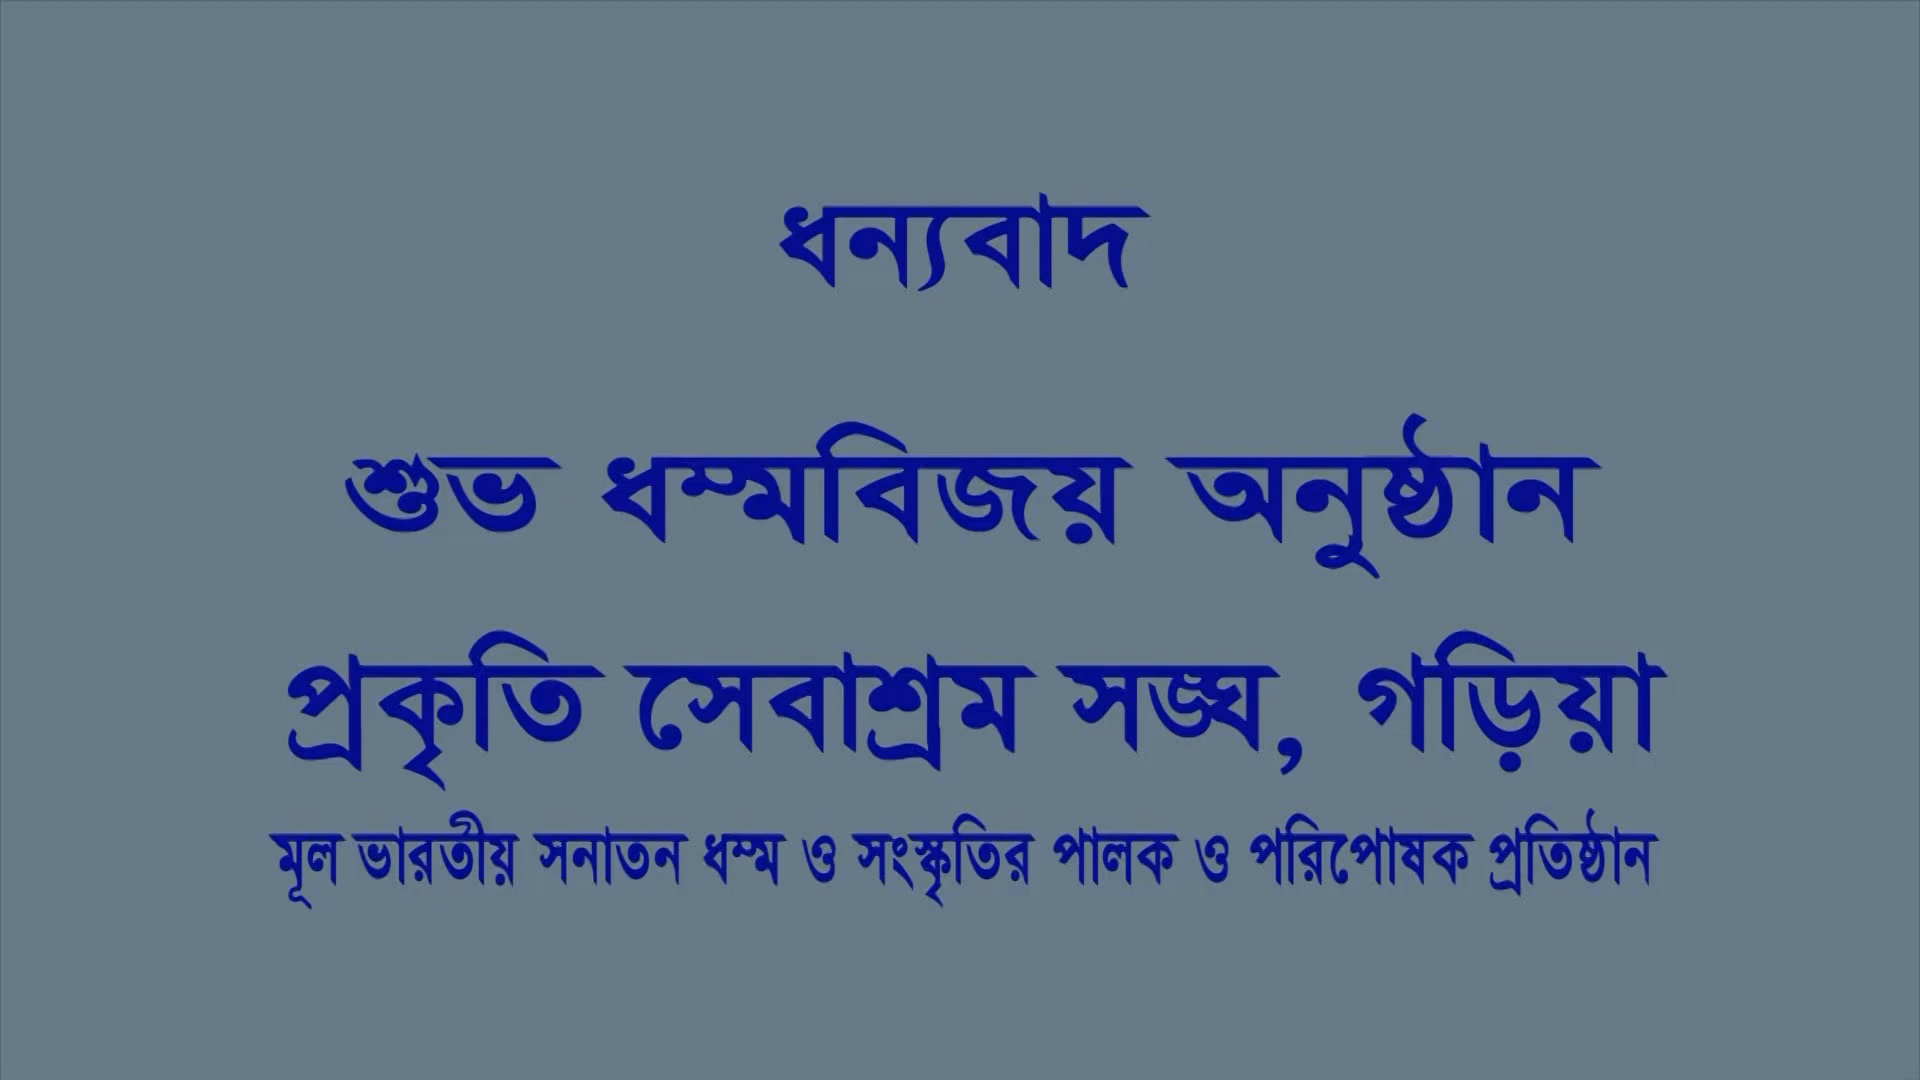 ধন্যবাদ
শুভ ধম্মবিজয় অনুষ্ঠান
প্রকৃতি সেবাশ্রম সঙ্ঘ, গড়িয়া
মূল ভারতীয় সনাতন ধম্ম ও সংস্কৃতির পালক ও পরিপোষক প্রতিষ্ঠান